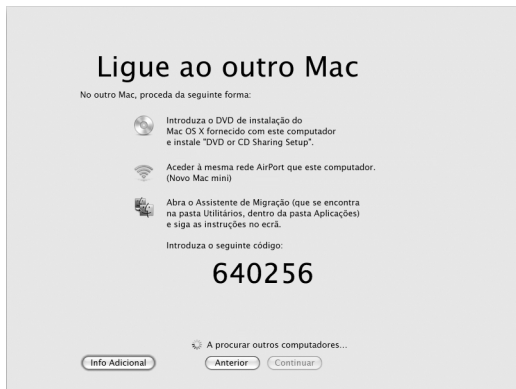 Ligue ao outro Mac
No outro Mac, proceda da seguinte forma:
Introduza o DVD de instalação do
Mac OS X fornecido com este computador
e instale "DVD or CD Sharing Setup".
Aceder à mesma rede AirPort que este computador.
(Novo Mac mini)
Abra o Assistente de Migração (que se encontra
na pasta Utilitários, dentro da pasta Aplicações)
e siga as instruções no ecrã.
Introduza o seguinte código:
640256
A procurar outros computadores...
Info Adicional
Anterior
Continuar